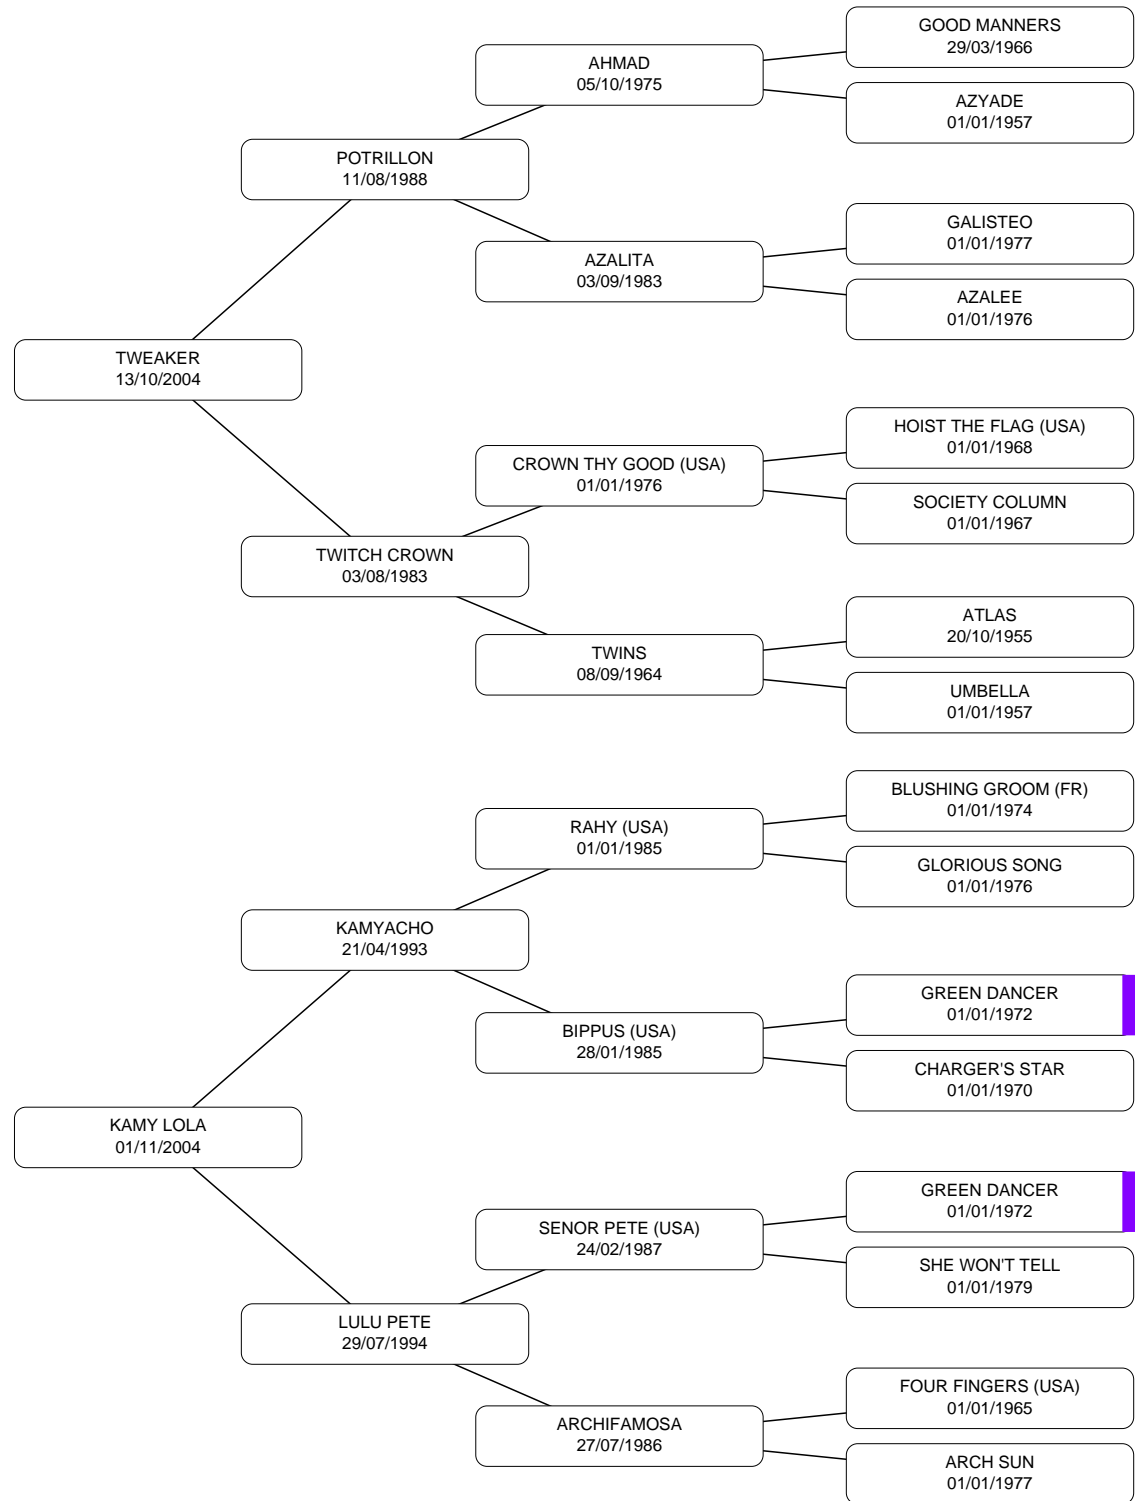 GOOD MANNERS
29/03/1966
AHMAD
05/10/1975
AZYADE
01/01/1957
POTRILLON
11/08/1988
GALISTEO
01/01/1977
AZALITA
03/09/1983
AZALEE
01/01/1976
TWEAKER
13/10/2004
HOIST THE FLAG (USA)
01/01/1968
CROWN THY GOOD (USA)
01/01/1976
SOCIETY COLUMN
01/01/1967
TWITCH CROWN
03/08/1983
ATLAS
20/10/1955
TWINS
08/09/1964
UMBELLA
01/01/1957
BLUSHING GROOM (FR)
01/01/1974
RAHY (USA)
01/01/1985
GLORIOUS SONG
01/01/1976
KAMYACHO
21/04/1993
GREEN DANCER
01/01/1972
BIPPUS (USA)
28/01/1985
CHARGER'S STAR
01/01/1970
KAMY LOLA
01/11/2004
GREEN DANCER
01/01/1972
SENOR PETE (USA)
24/02/1987
SHE WON'T TELL
01/01/1979
LULU PETE
29/07/1994
FOUR FINGERS (USA)
01/01/1965
ARCHIFAMOSA
27/07/1986
ARCH SUN
01/01/1977